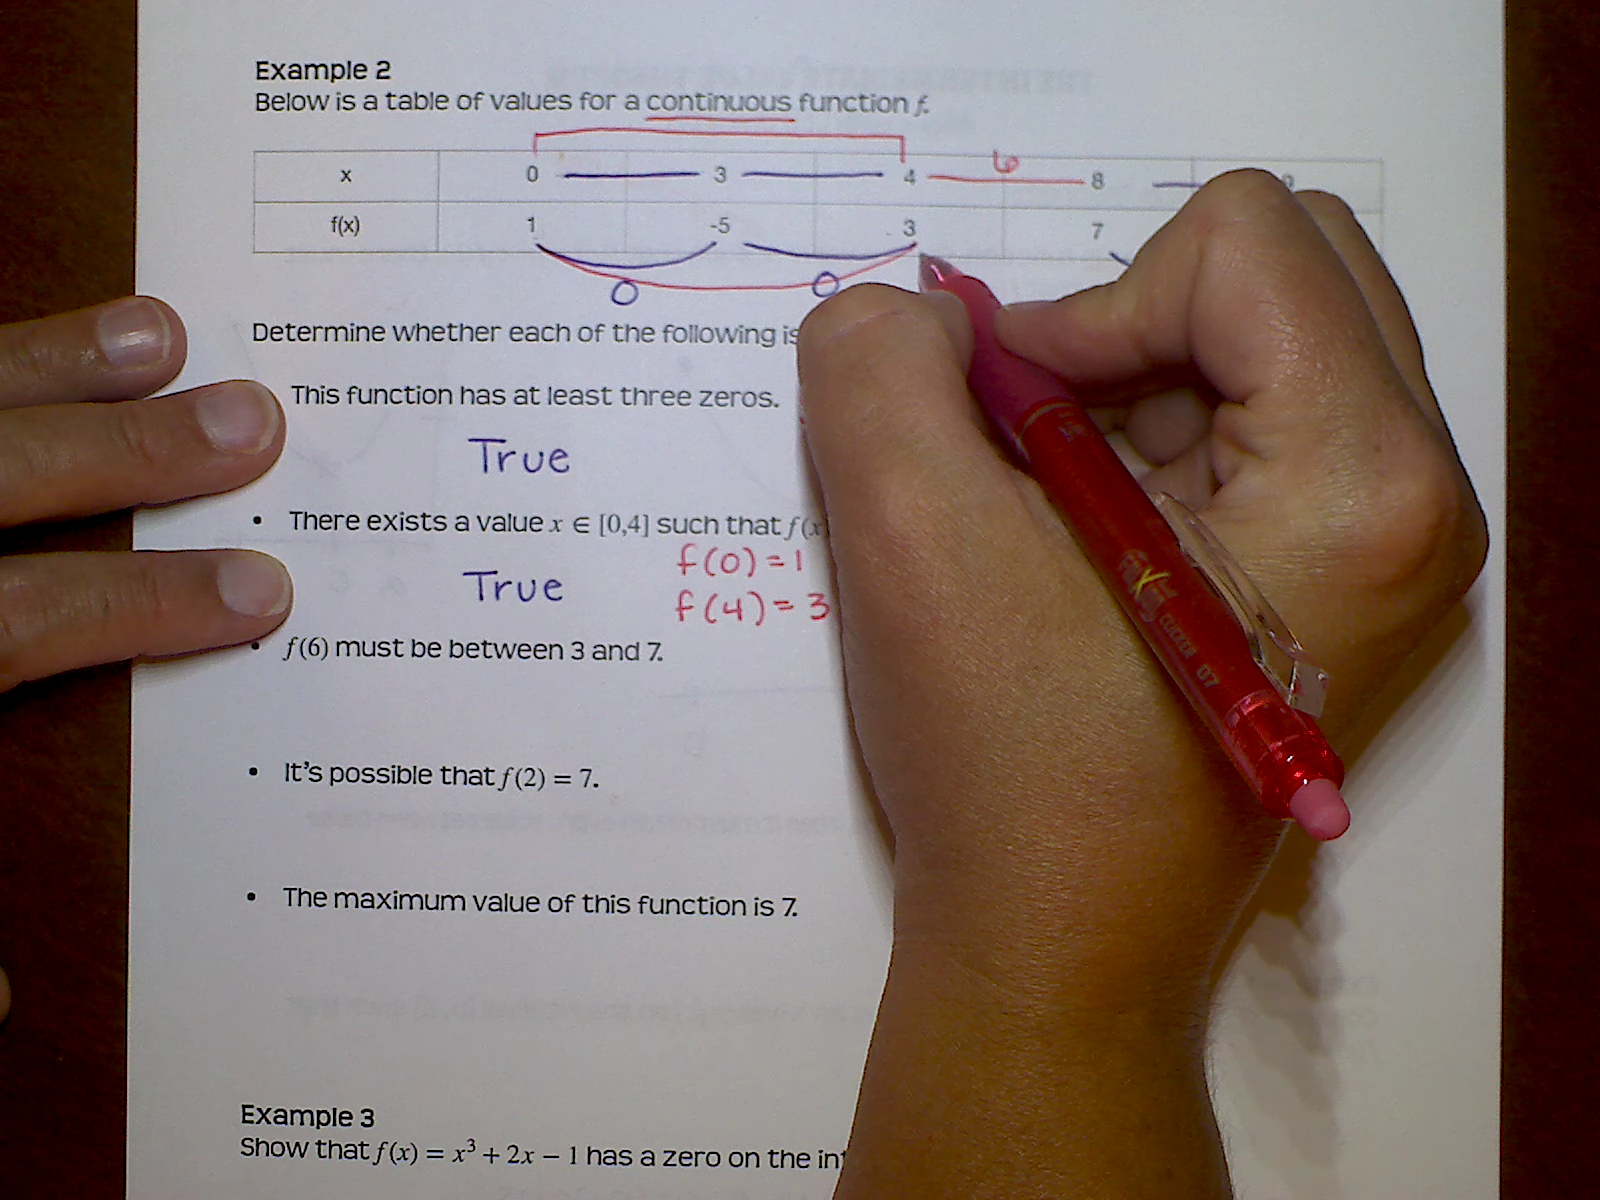 Example 2
Below is a table of values for a continuous function f.
6
x 0 3 4 8 9
f(x) 1 -5 3 7
0 0
Determine whether each of the following is
This function has at least three zeros.
True
• There exists a value x ∈ [0,4] such that f(x)
f(0) = 1
True
f(4) = 3
• f(6) must be between 3 and 7.
• It's possible that f(2) = 7.
• The maximum value of this function is 7.
Example 3
Show that f(x) = x³ + 2x − 1 has a zero on the int
CLICKER 07